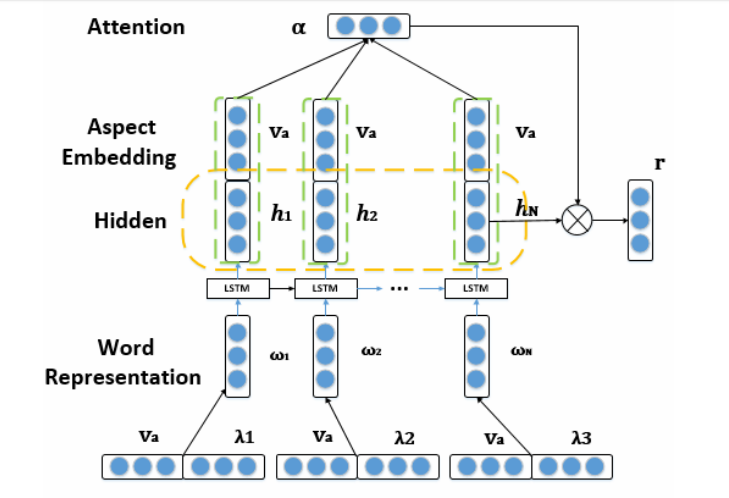 Attention α
Aspect
Embedding
Va Va Va
r
Hidden h1 h2 hN
LSTM LSTM ... LSTM
Word
Representation
ω1 ω2 ωN
Va λ1 Va λ2 Va λ3